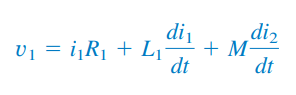 v₁ = i₁R₁ + L₁ di₁/dt + M di₂/dt